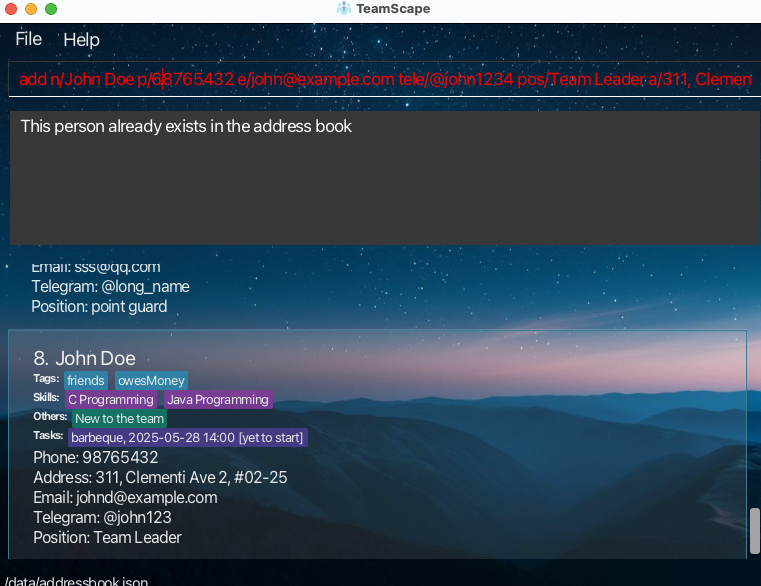 TeamScape
File Help
add n/John Doe p/68765432 e/john@example.com tele/@john1234 pos/Team Leader a/311, Clemen
This person already exists in the address book
Email: sss@qq.com
Telegram: @long_name
Position: point guard
8. John Doe
Tags: friends owesMoney
Skills: C Programming Java Programming
Others: New to the team
Tasks: barbeque, 2025-05-28 14:00 [yet to start]
Phone: 98765432
Address: 311, Clementi Ave 2, #02-25
Email: johnd@example.com
Telegram: @john123
Position: Team Leader
/data/addressbook.json